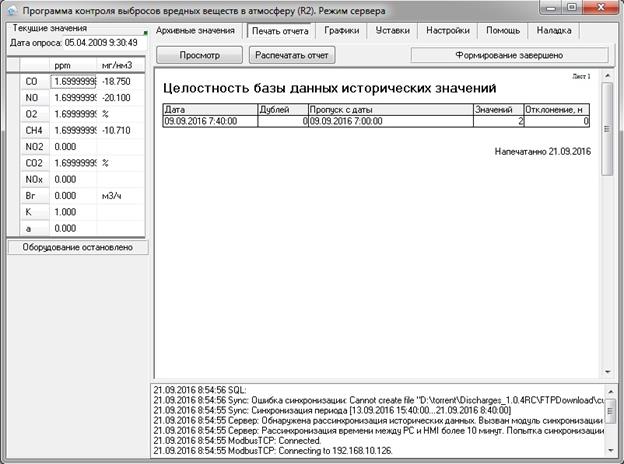 Программа контроля выбросов вредных веществ в атмосферу (R2). Режим сервера
Текущие значения
Дата опроса: 05.04.2009 9:30:49
ppm мг/нм3
CO 1.6999999 -18.750
NO 1.6999999 -20.100
O2 1.6999999 %
CH4 1.6999999 -10.710
NO2 0.000
CO2 1.6999999 %
NOx 0.000
Вг 0.000 м3/ч
K 1.000
a 0.000
Оборудование остановлено
Архивные значения Печать отчета Графики Уставки Настройки Помощь Наладка
Просмотр Распечатать отчет Формирование завершено
Лист 1
Целостность базы данных исторических значений
Дата Дублей Пропуск с даты Значений Отклонение, н
09.09.2016 7:40:00 0 09.09.2016 7:00:00 2 0
Напечатанно 21.09.2016
21.09.2016 8:54:56 SQL:
21.09.2016 8:54:56 Sync: Ошибка синхронизации: Cannot create file "D:\torrent\Discharges_1.0.4RC\FTPDownload\cu
21.09.2016 8:54:55 Sync: Синхронизация периода [13.09.2016 15:40:00...21.09.2016 8:40:00]
21.09.2016 8:54:55 Сервер: Обнаружена рассинхронизация исторических данных. Вызван модуль синхронизации
21.09.2016 8:54:55 Сервер: Рассинхронизация времени между PC и HMI более 10 минут. Попытка синхронизации
21.09.2016 8:54:55 ModbusTCP: Connected.
21.09.2016 8:54:55 ModbusTCP: Connecting to 192.168.10.126.